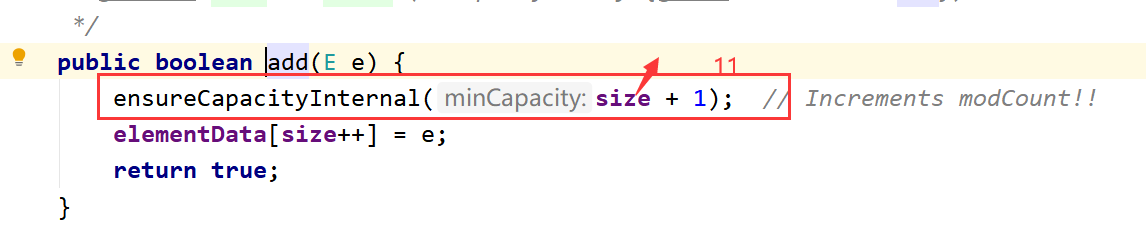 */
public boolean add(E e) {
11
ensureCapacityInternal( minCapacity: size + 1);  // Increments modCount!!
elementData[size++] = e;
return true;
}